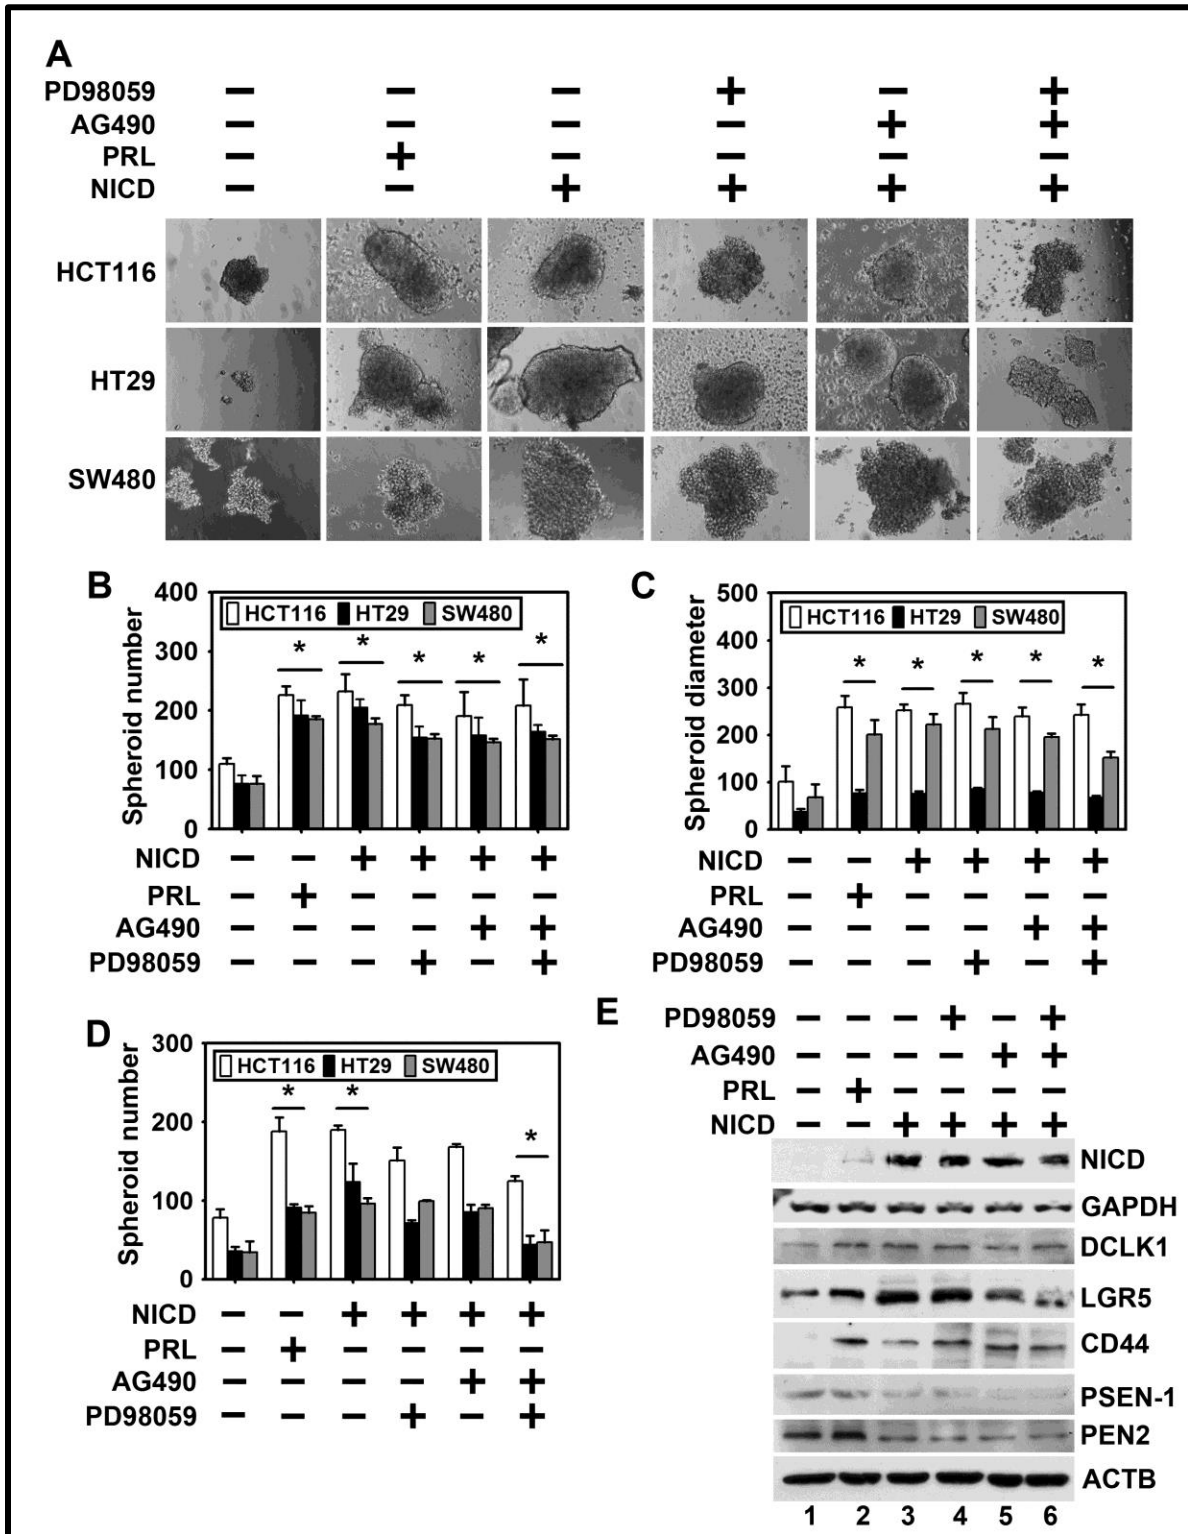 A
PD98059 − − − + − +
AG490 − − − − + +
PRL − + − − − −
NICD − − + + + +
HCT116
HT29
SW480
B
400
300
200
100
0
Spheroid number
HCT116 HT29 SW480
* * * * *
NICD − − + + + +
PRL − + − − − −
AG490 − − − − + +
PD98059 − − − + − +
C
500
400
300
200
100
0
Spheroid diameter
HCT116 HT29 SW480
* * * * *
NICD − − + + + +
PRL − + − − − −
AG490 − − − − + +
PD98059 − − − + − +
D
300
200
100
0
Spheroid number
HCT116 HT29 SW480
* * *
NICD − − + + + +
PRL − + − − − −
AG490 − − − − + +
PD98059 − − − + − +
E
PD98059 − − − + − +
AG490 − − − − + +
PRL − + − − − −
NICD − − + + + +
NICD
GAPDH
DCLK1
LGR5
CD44
PSEN-1
PEN2
ACTB
1 2 3 4 5 6